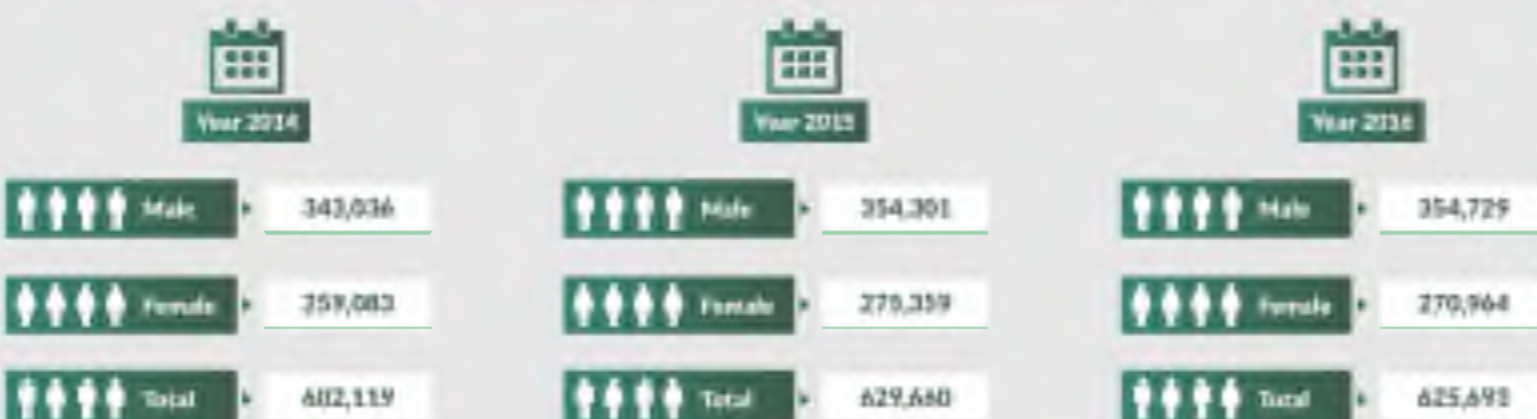 Year 2014
Male 343,036
Female 259,083
Total 602,119
Year 2015
Male 354,301
Female 275,359
Total 629,660
Year 2016
Male 354,729
Female 270,964
Total 625,693